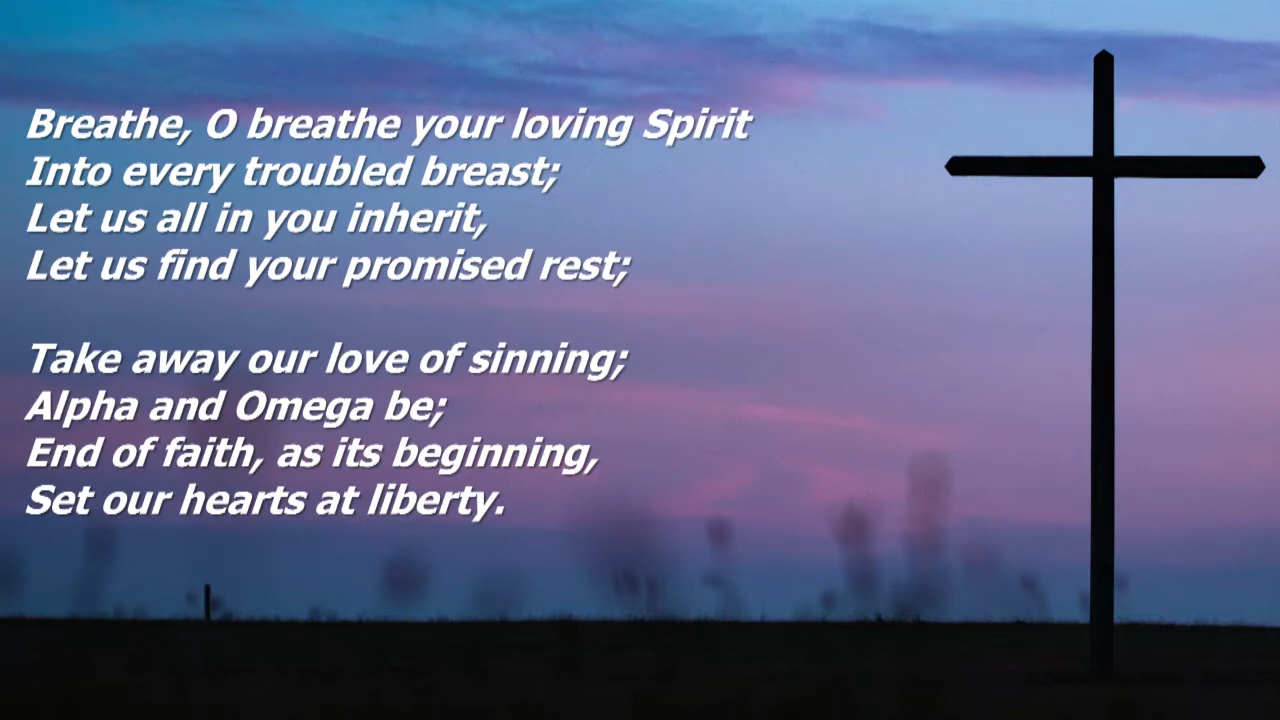 Breathe, O breathe your loving Spirit
Into every troubled breast;
Let us all in you inherit,
Let us find your promised rest;
Take away our love of sinning;
Alpha and Omega be;
End of faith, as its beginning,
Set our hearts at liberty.